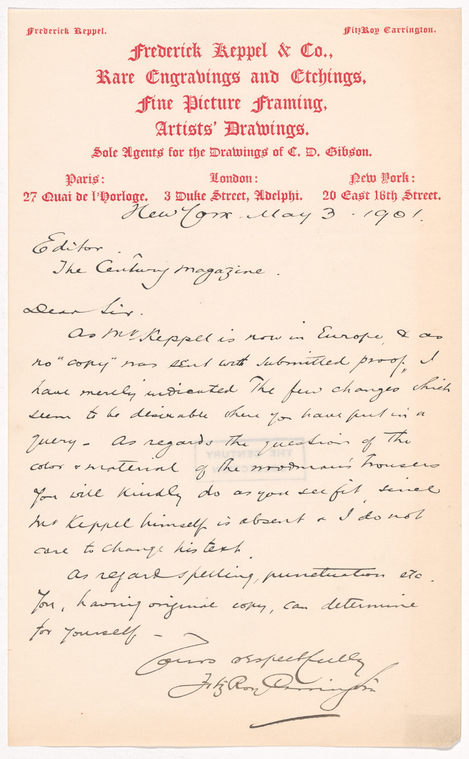 Frederick Keppel.
FitzRoy Carrington.
Frederick Keppel & Co.,
Rare Engravings and Etchings,
Fine Picture Framing,
Artists' Drawings.
Sole Agents for the Drawings of C. D. Gibson.
Paris: London: New York:
27 Quai de l'Horloge. 3 Duke Street, Adelphi. 20 East 16th Street.
New York. May 3. 1901.
Editor.
The Century Magazine.
Dear Sir.
As Mr Keppel is now in Europe, & as
no "copy" was sent with submitted proof, I
have merely indicated the few changes which
seem to be desirable where you have put in a
query – As regards the question of the
color & material of the woodman's trousers
You will kindly do as you see fit, since
Mr Keppel himself is absent & I do not
care to change his text.
As regard spelling, punctuation etc.
You, having original copy, can determine
for yourself –
Yours respectfully
FitzRoy Carrington
THE CENTURY